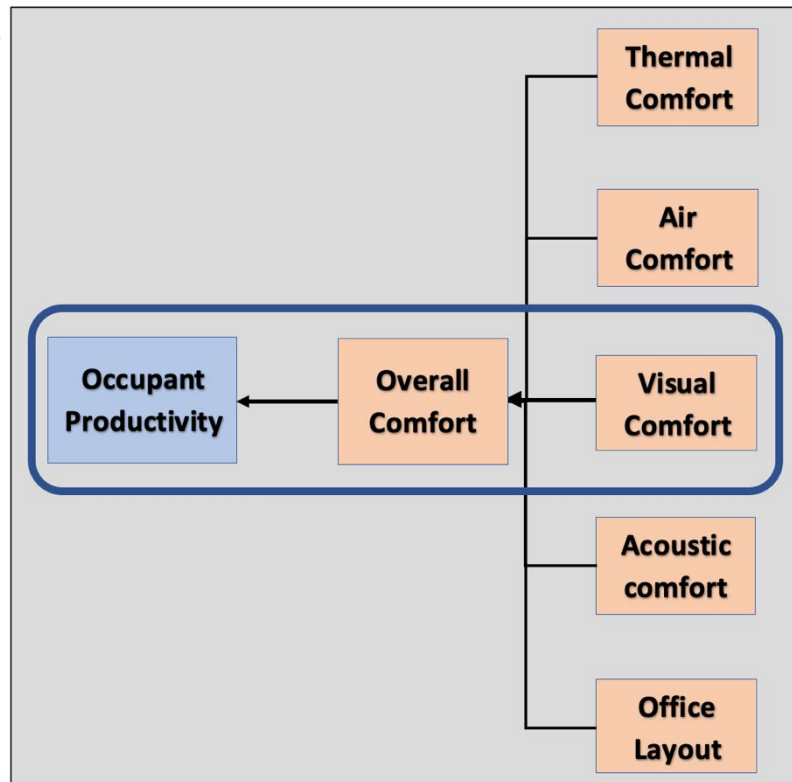 Thermal
Comfort
Air
Comfort
Occupant
Productivity
Overall
Comfort
Visual
Comfort
Acoustic
comfort
Office
Layout